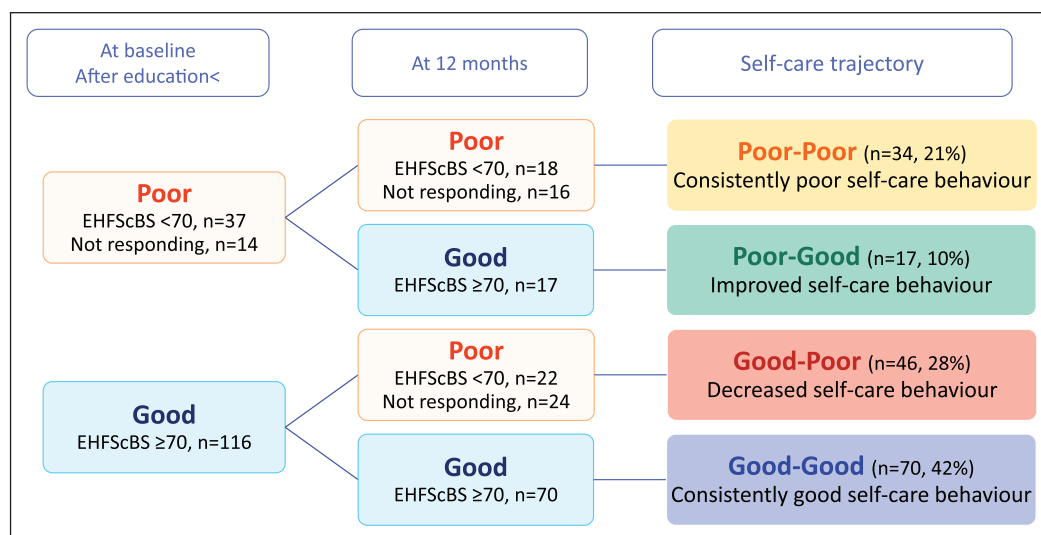 At baseline
After education<
At 12 months
Self-care trajectory
Poor
EHFScBS <70, n=37
Not responding, n=14
Poor
EHFScBS <70, n=18
Not responding, n=16
Poor-Poor (n=34, 21%)
Consistently poor self-care behaviour
Good
EHFScBS ≥70, n=17
Poor-Good (n=17, 10%)
Improved self-care behaviour
Good
EHFScBS ≥70, n=116
Poor
EHFScBS <70, n=22
Not responding, n=24
Good-Poor (n=46, 28%)
Decreased self-care behaviour
Good
EHFScBS ≥70, n=70
Good-Good (n=70, 42%)
Consistently good self-care behaviour